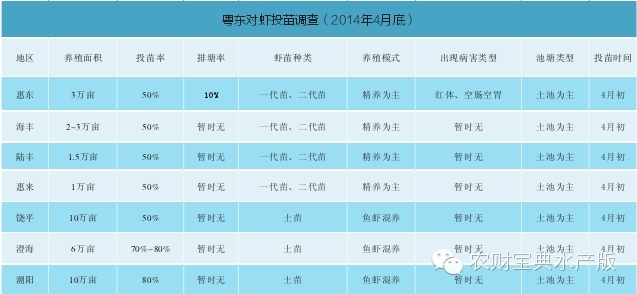 粤东对虾投苗调查（2014年4月底）
地区 养殖面积 投苗率 排塘率 虾苗种类 养殖模式 出现病害类型 池塘类型 投苗时间
惠东 3万亩 50% 10% 一代苗、二代苗 精养为主 红体、空肠空胃 土池为主 4月初
海丰 2-3万亩 50% 暂时无 一代苗、二代苗 精养为主 暂时无 土池为主 4月初
陆丰 1.5万亩 50% 暂时无 一代苗、二代苗 精养为主 暂时无 土池为主 4月初
惠来 1万亩 50% 暂时无 一代苗、二代苗 精养为主 暂时无 土池为主 4月初
饶平 10万亩 50% 暂时无 土苗 鱼虾混养 暂时无 土池为主 4月初
澄海 6万亩 70%-80% 暂时无 土苗 鱼虾混养 暂时无 土池为主 4月初
潮阳 10万亩 80% 暂时无 土苗 鱼虾混养 暂时无 土池为主 4月初
农财宝典水产版